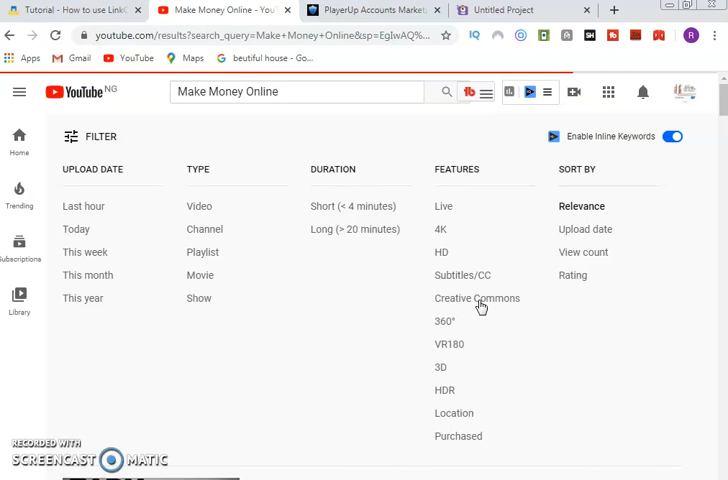 Tutorial - How to use LinkC
Make Money Online - You
PlayerUp Accounts Marketp
Untitled Project
youtube.com/results?search_query=Make+Money+Online&sp=EgIwAQ%...
Apps
Gmail
YouTube
Maps
beutiful house - Go...
YouTube NG
Make Money Online
FILTER
Enable Inline Keywords
UPLOAD DATE TYPE DURATION FEATURES SORT BY
Last hour Video Short (< 4 minutes) Live Relevance
Today Channel Long (> 20 minutes) 4K Upload date
This week Playlist HD View count
This month Movie Subtitles/CC Rating
This year Show Creative Commons
360°
VR180
3D
HDR
Location
Purchased
Home
Trending
Subscriptions
Library
RECORDED WITH
SCREENCAST MATIC